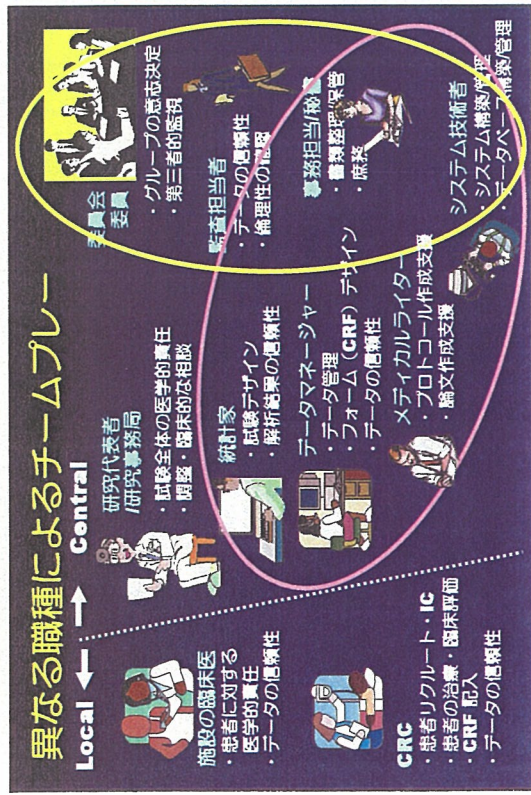 異なる職種によるチームプレー
Local
Central
施設の臨床医
・患者に対する
医学的責任
・データの信頼性
CRC
・患者リクルート・IC
・患者の治療・臨床評価
・CRF 記入
・データの信頼性
研究代表者
/研究事務局
・試験全体の医学的責任
・調整・臨床的な相談
統計家
・試験デザイン
・解析結果の信頼性
データマネージャー
・データ管理
・フォーム（CRF）デザイン
・データの信頼性
メディカルライター
・プロトコール作成支援
・論文作成支援
委員会
委員
・グループの意志決定
・第三者的監視
監査担当者
・データの信頼性
・倫理性の
事務担当/秘書
・書類整理/保管
・庶務
システム技術者
・システム構築/管理
・データベース構築/管理